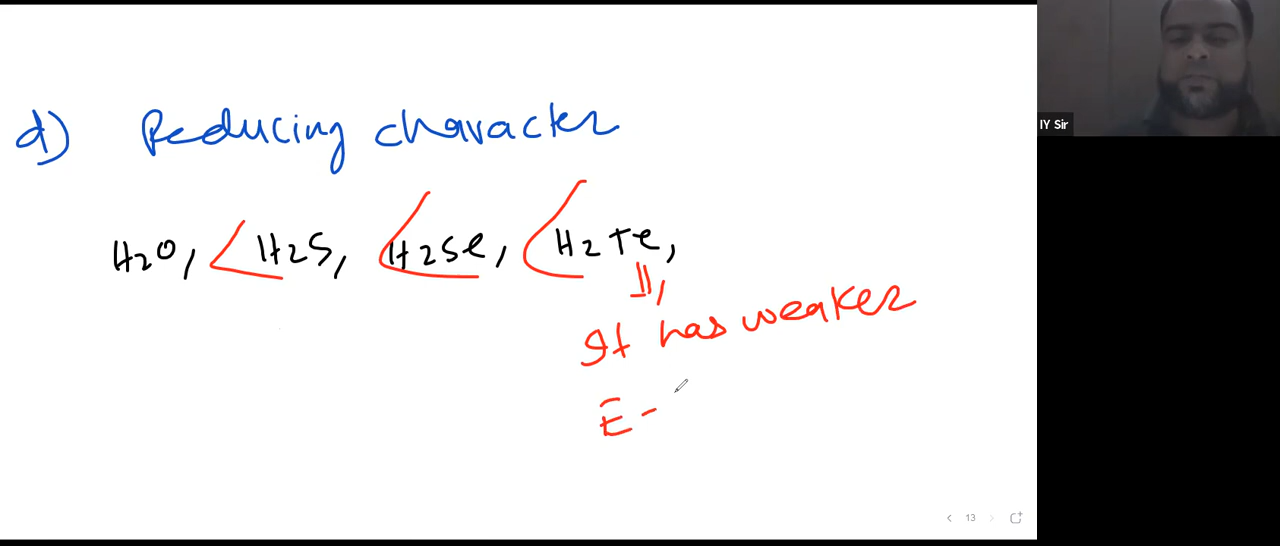 d) Reducing character
IY Sir
H2O, < H2S, < H2Se, < H2Te,
It has weaker
E-
13